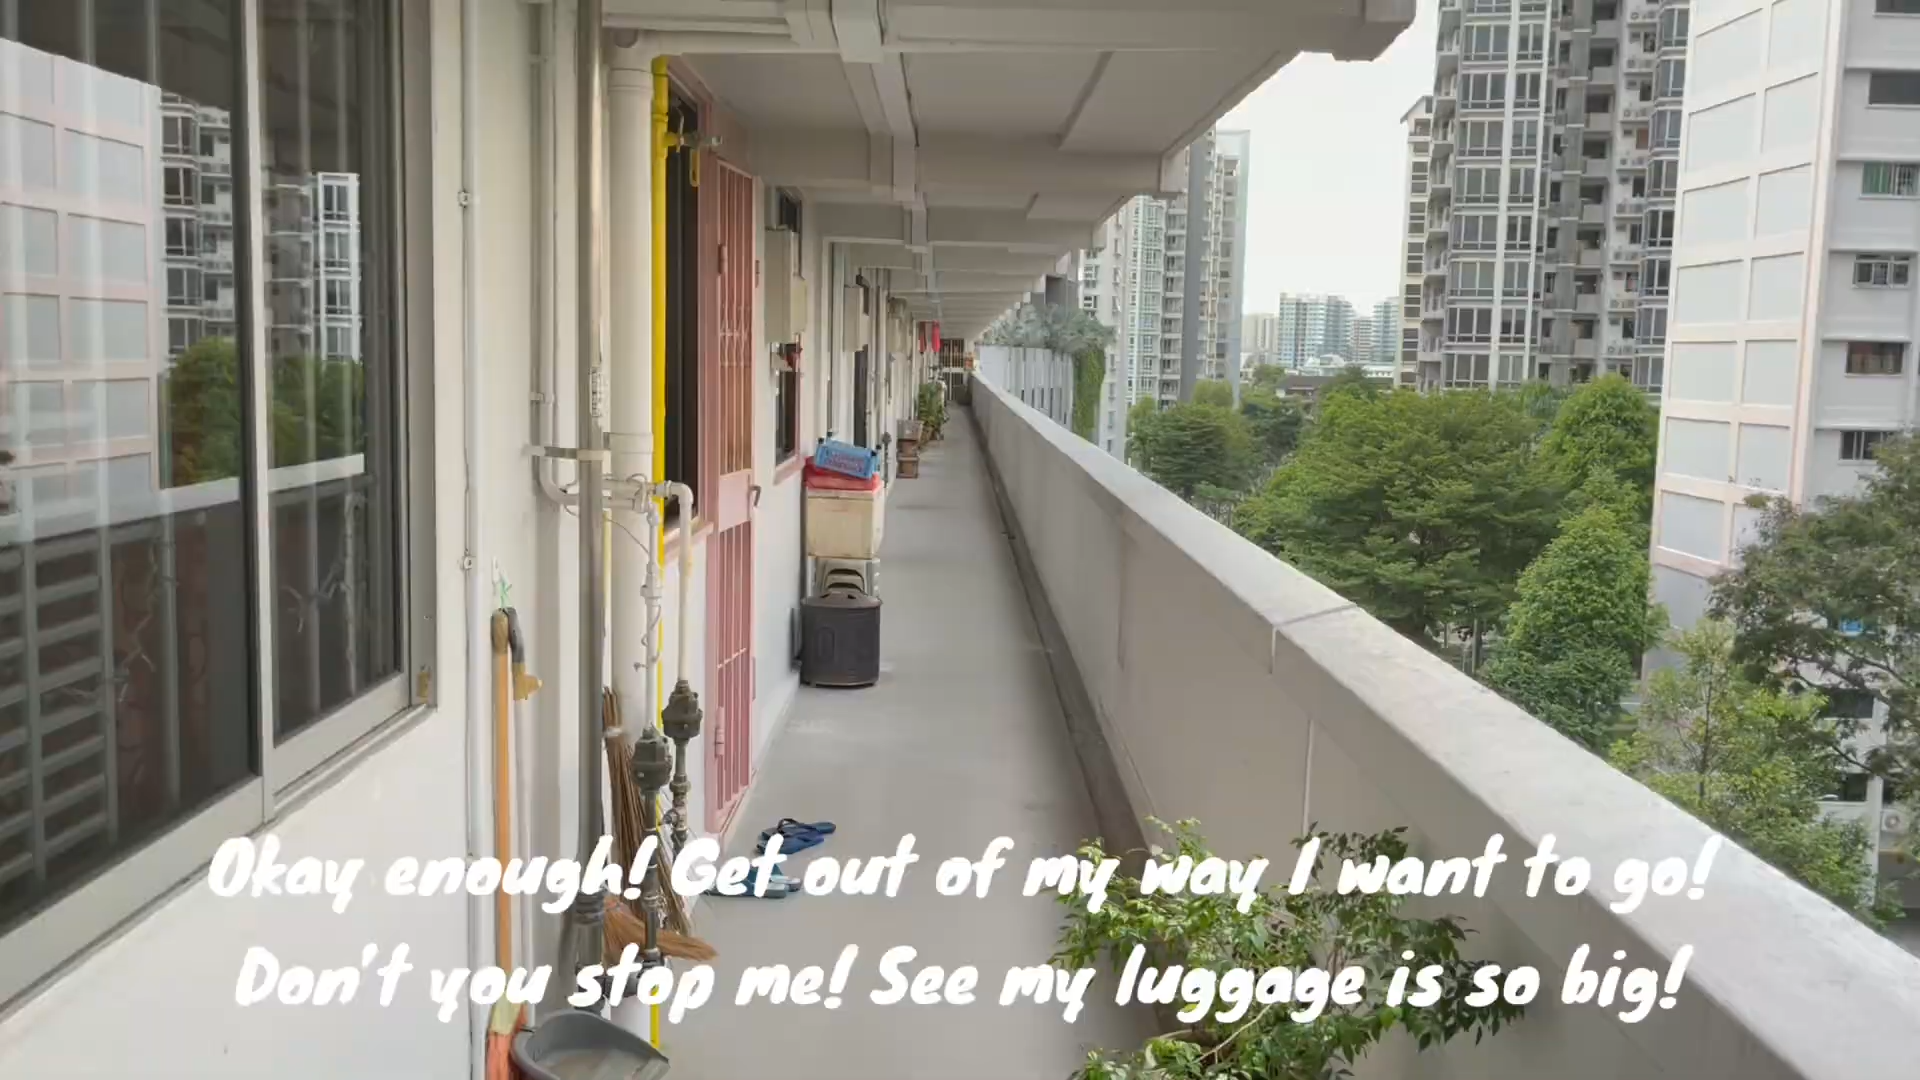 Okay enough! Get out of my way I want to go!
Don't you stop me! See my luggage is so big!